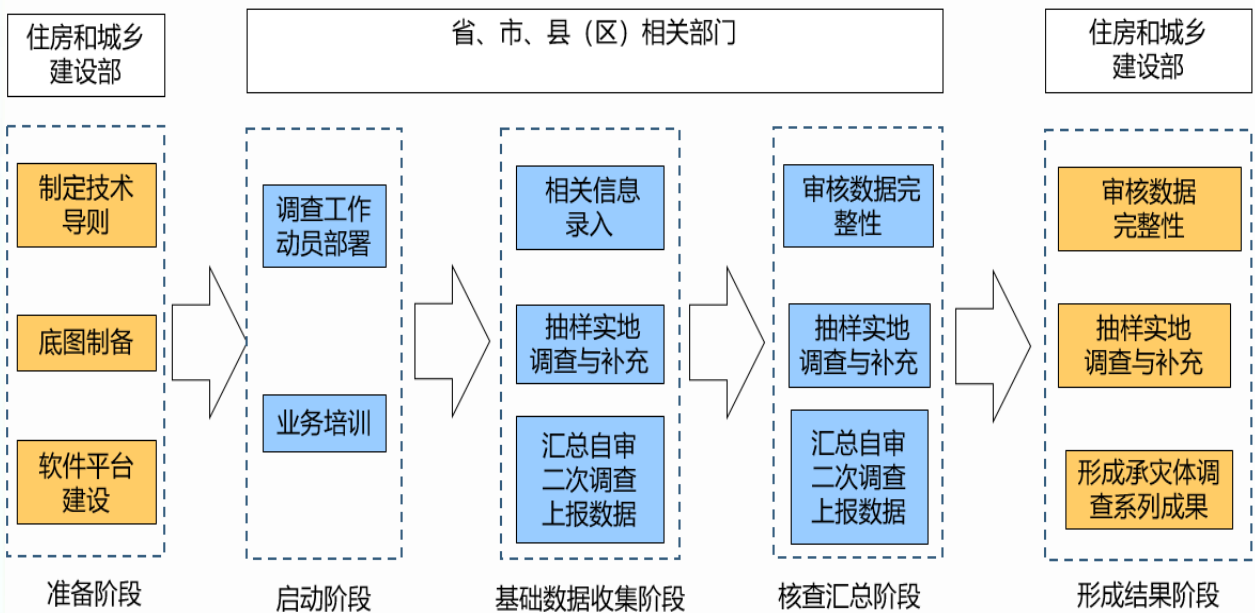 住房和城乡
建设部
省、市、县（区）相关部门
住房和城乡
建设部
制定技术
导则
底图制备
软件平台
建设
准备阶段
调查工作
动员部署
业务培训
启动阶段
相关信息
录入
抽样实地
调查与补充
汇总自审
二次调查
上报数据
基础数据收集阶段
审核数据完
整性
抽样实地
调查与补充
汇总自审
二次调查
上报数据
核查汇总阶段
审核数据
完整性
抽样实地
调查与补充
形成承灾体调
查系列成果
形成结果阶段